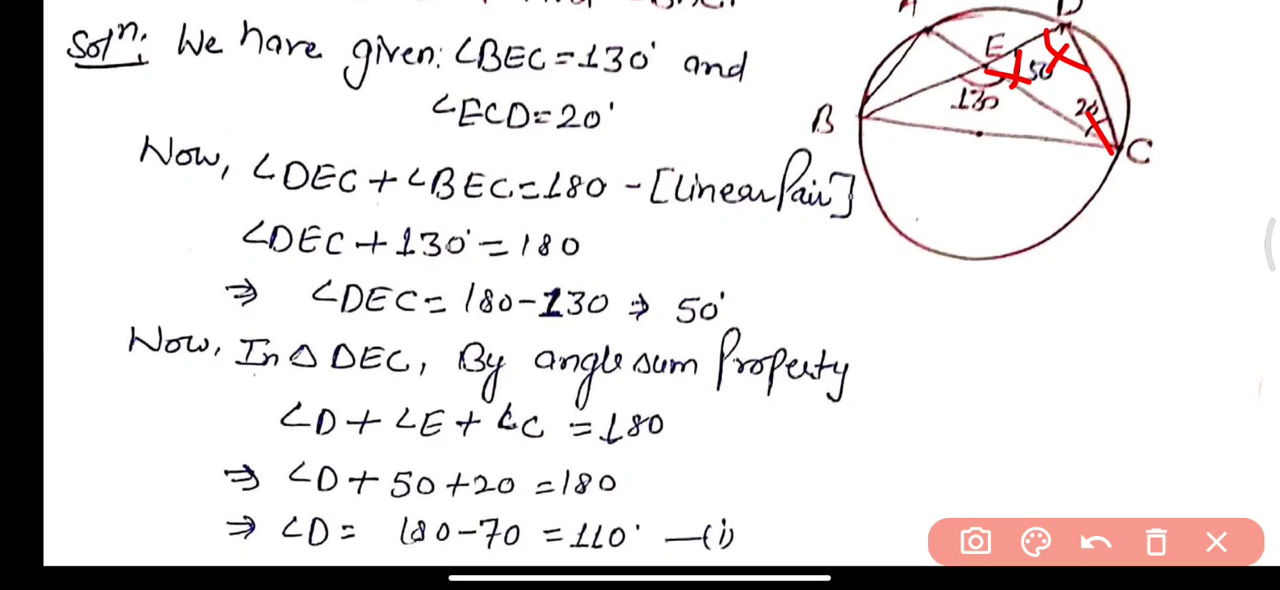 A
D
Solⁿ: We have given: ∠BEC=130° and
E
50
∠ECD=20°
130
20
B
C
Now, ∠DEC+∠BEC=180 -[Linear Pair]
∠DEC+130°=180
⇒ ∠DEC=180-130 ⇒ 50°
Now, In △ DEC, By angle sum Property
∠D+∠E+∠C =180
⇒ ∠D+50+20 =180
⇒ ∠D= 180-70 =110° —(i)